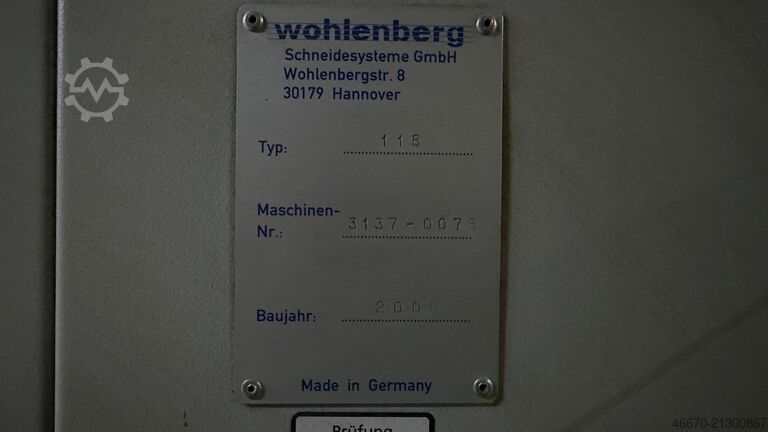 wohlenberg
Schneidesysteme GmbH
Wohlenbergstr. 8
30179 Hannover
Typ: 115
Maschinen-
Nr.: 3137-0076
Baujahr:
Made in Germany
Prüfung
46670-21300867